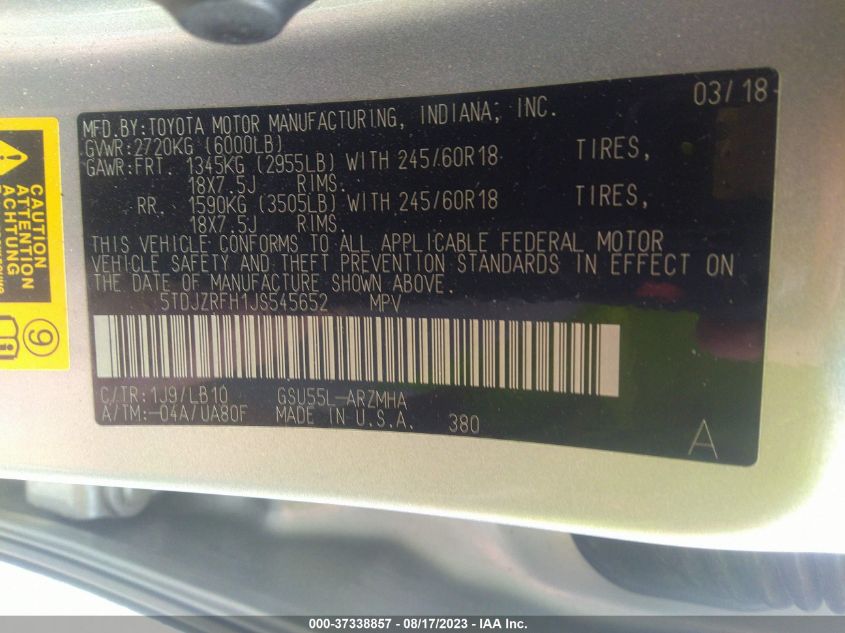 03/18
MFD.BY:TOYOTA MOTOR MANUFACTURING, INDIANA, INC.
GVWR:2720KG (6000LB)
GAWR:FRT. 1345KG (2955LB) WITH 245/60R18 TIRES,
18X7.5J RIMS.
RR. 1590KG (3505LB) WITH 245/60R18 TIRES,
18X7.5J RIMS.
THIS VEHICLE CONFORMS TO ALL APPLICABLE FEDERAL MOTOR
VEHICLE SAFETY AND THEFT PREVENTION STANDARDS IN EFFECT ON
THE DATE OF MANUFACTURE SHOWN ABOVE.
5TDJZRFH1JS545652 MPV
C/TR:1J9/LB10 GSU55L-ARZMHA
A/TM:-04A/UA80F MADE IN U.S.A. 380
A
CAUTION
ATTENTION
ACHTUNG
9
000-37338857 - 08/17/2023 - IAA Inc.